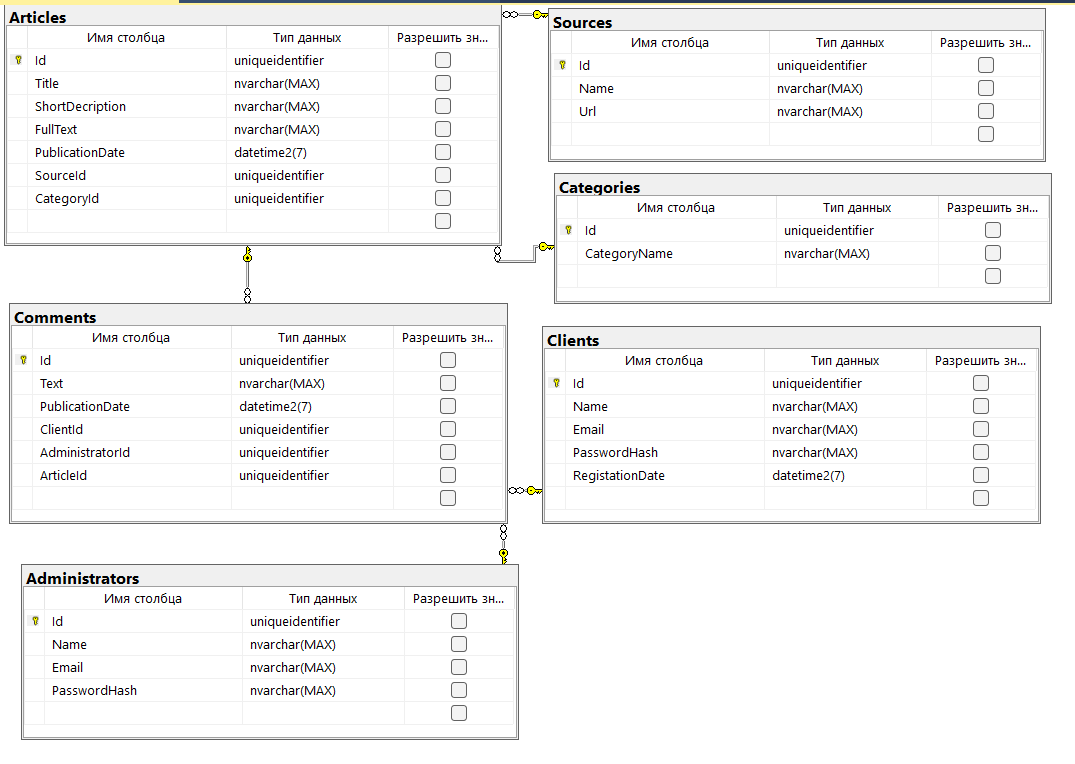 Articles
Имя столбца Тип данных Разрешить зн...
Id uniqueidentifier
Title nvarchar(MAX)
ShortDecription nvarchar(MAX)
FullText nvarchar(MAX)
PublicationDate datetime2(7)
SourceId uniqueidentifier
CategoryId uniqueidentifier
Sources
Имя столбца Тип данных Разрешить зн...
Id uniqueidentifier
Name nvarchar(MAX)
Url nvarchar(MAX)
Categories
Имя столбца Тип данных Разрешить зн...
Id uniqueidentifier
CategoryName nvarchar(MAX)
Comments
Имя столбца Тип данных Разрешить зн...
Id uniqueidentifier
Text nvarchar(MAX)
PublicationDate datetime2(7)
ClientId uniqueidentifier
AdministratorId uniqueidentifier
ArticleId uniqueidentifier
Clients
Имя столбца Тип данных Разрешить зн...
Id uniqueidentifier
Name nvarchar(MAX)
Email nvarchar(MAX)
PasswordHash nvarchar(MAX)
RegistationDate datetime2(7)
Administrators
Имя столбца Тип данных Разрешить зн...
Id uniqueidentifier
Name nvarchar(MAX)
Email nvarchar(MAX)
PasswordHash nvarchar(MAX)